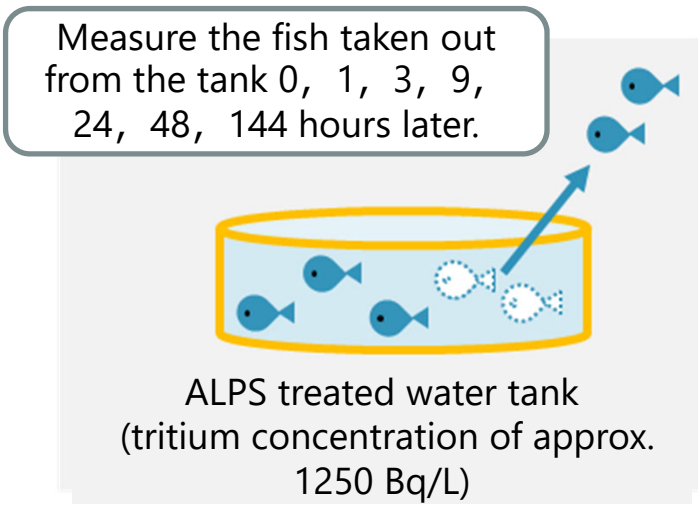 Measure the fish taken out
from the tank 0, 1, 3, 9,
24, 48, 144 hours later.
ALPS treated water tank
(tritium concentration of approx.
1250 Bq/L)